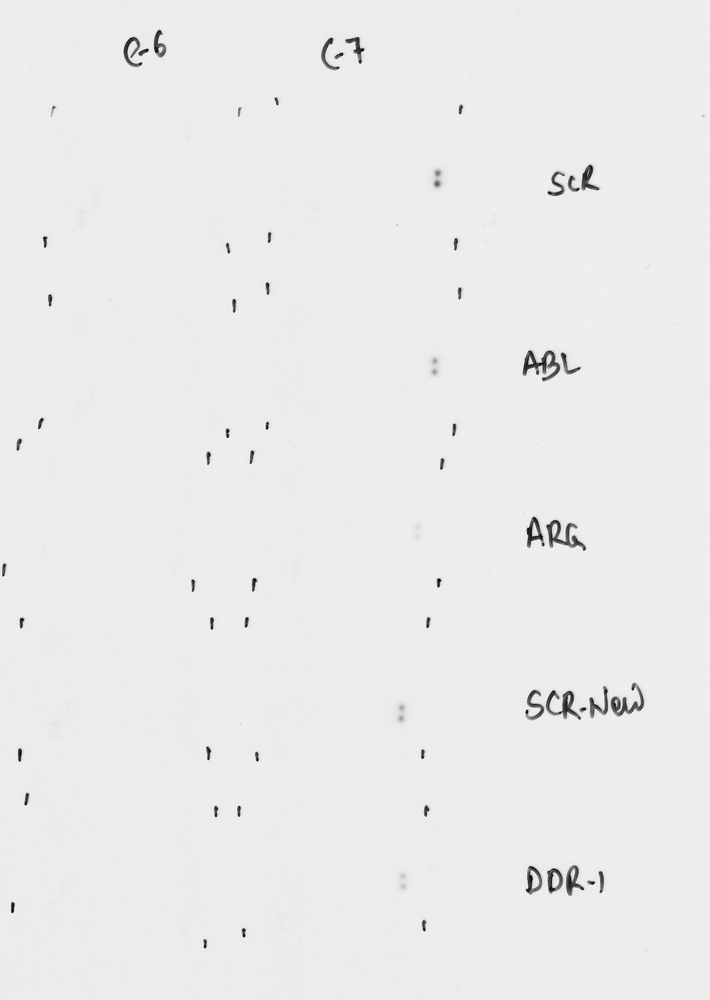 C-6 C-7
SCR
ABL
ARG
SCR-New
DDR-1